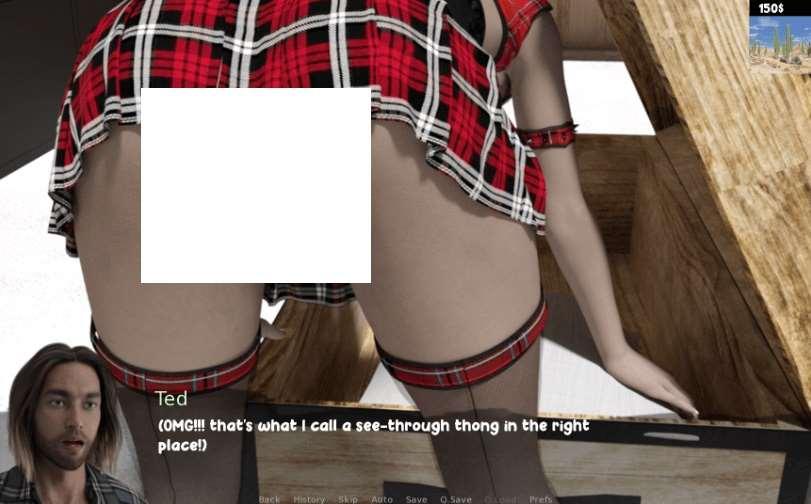 150$
Ted
(OMG!!! that's what I call a see-through thong in the right
place!)
Back History Skip Auto Save Q.Save Q.Load Prefs